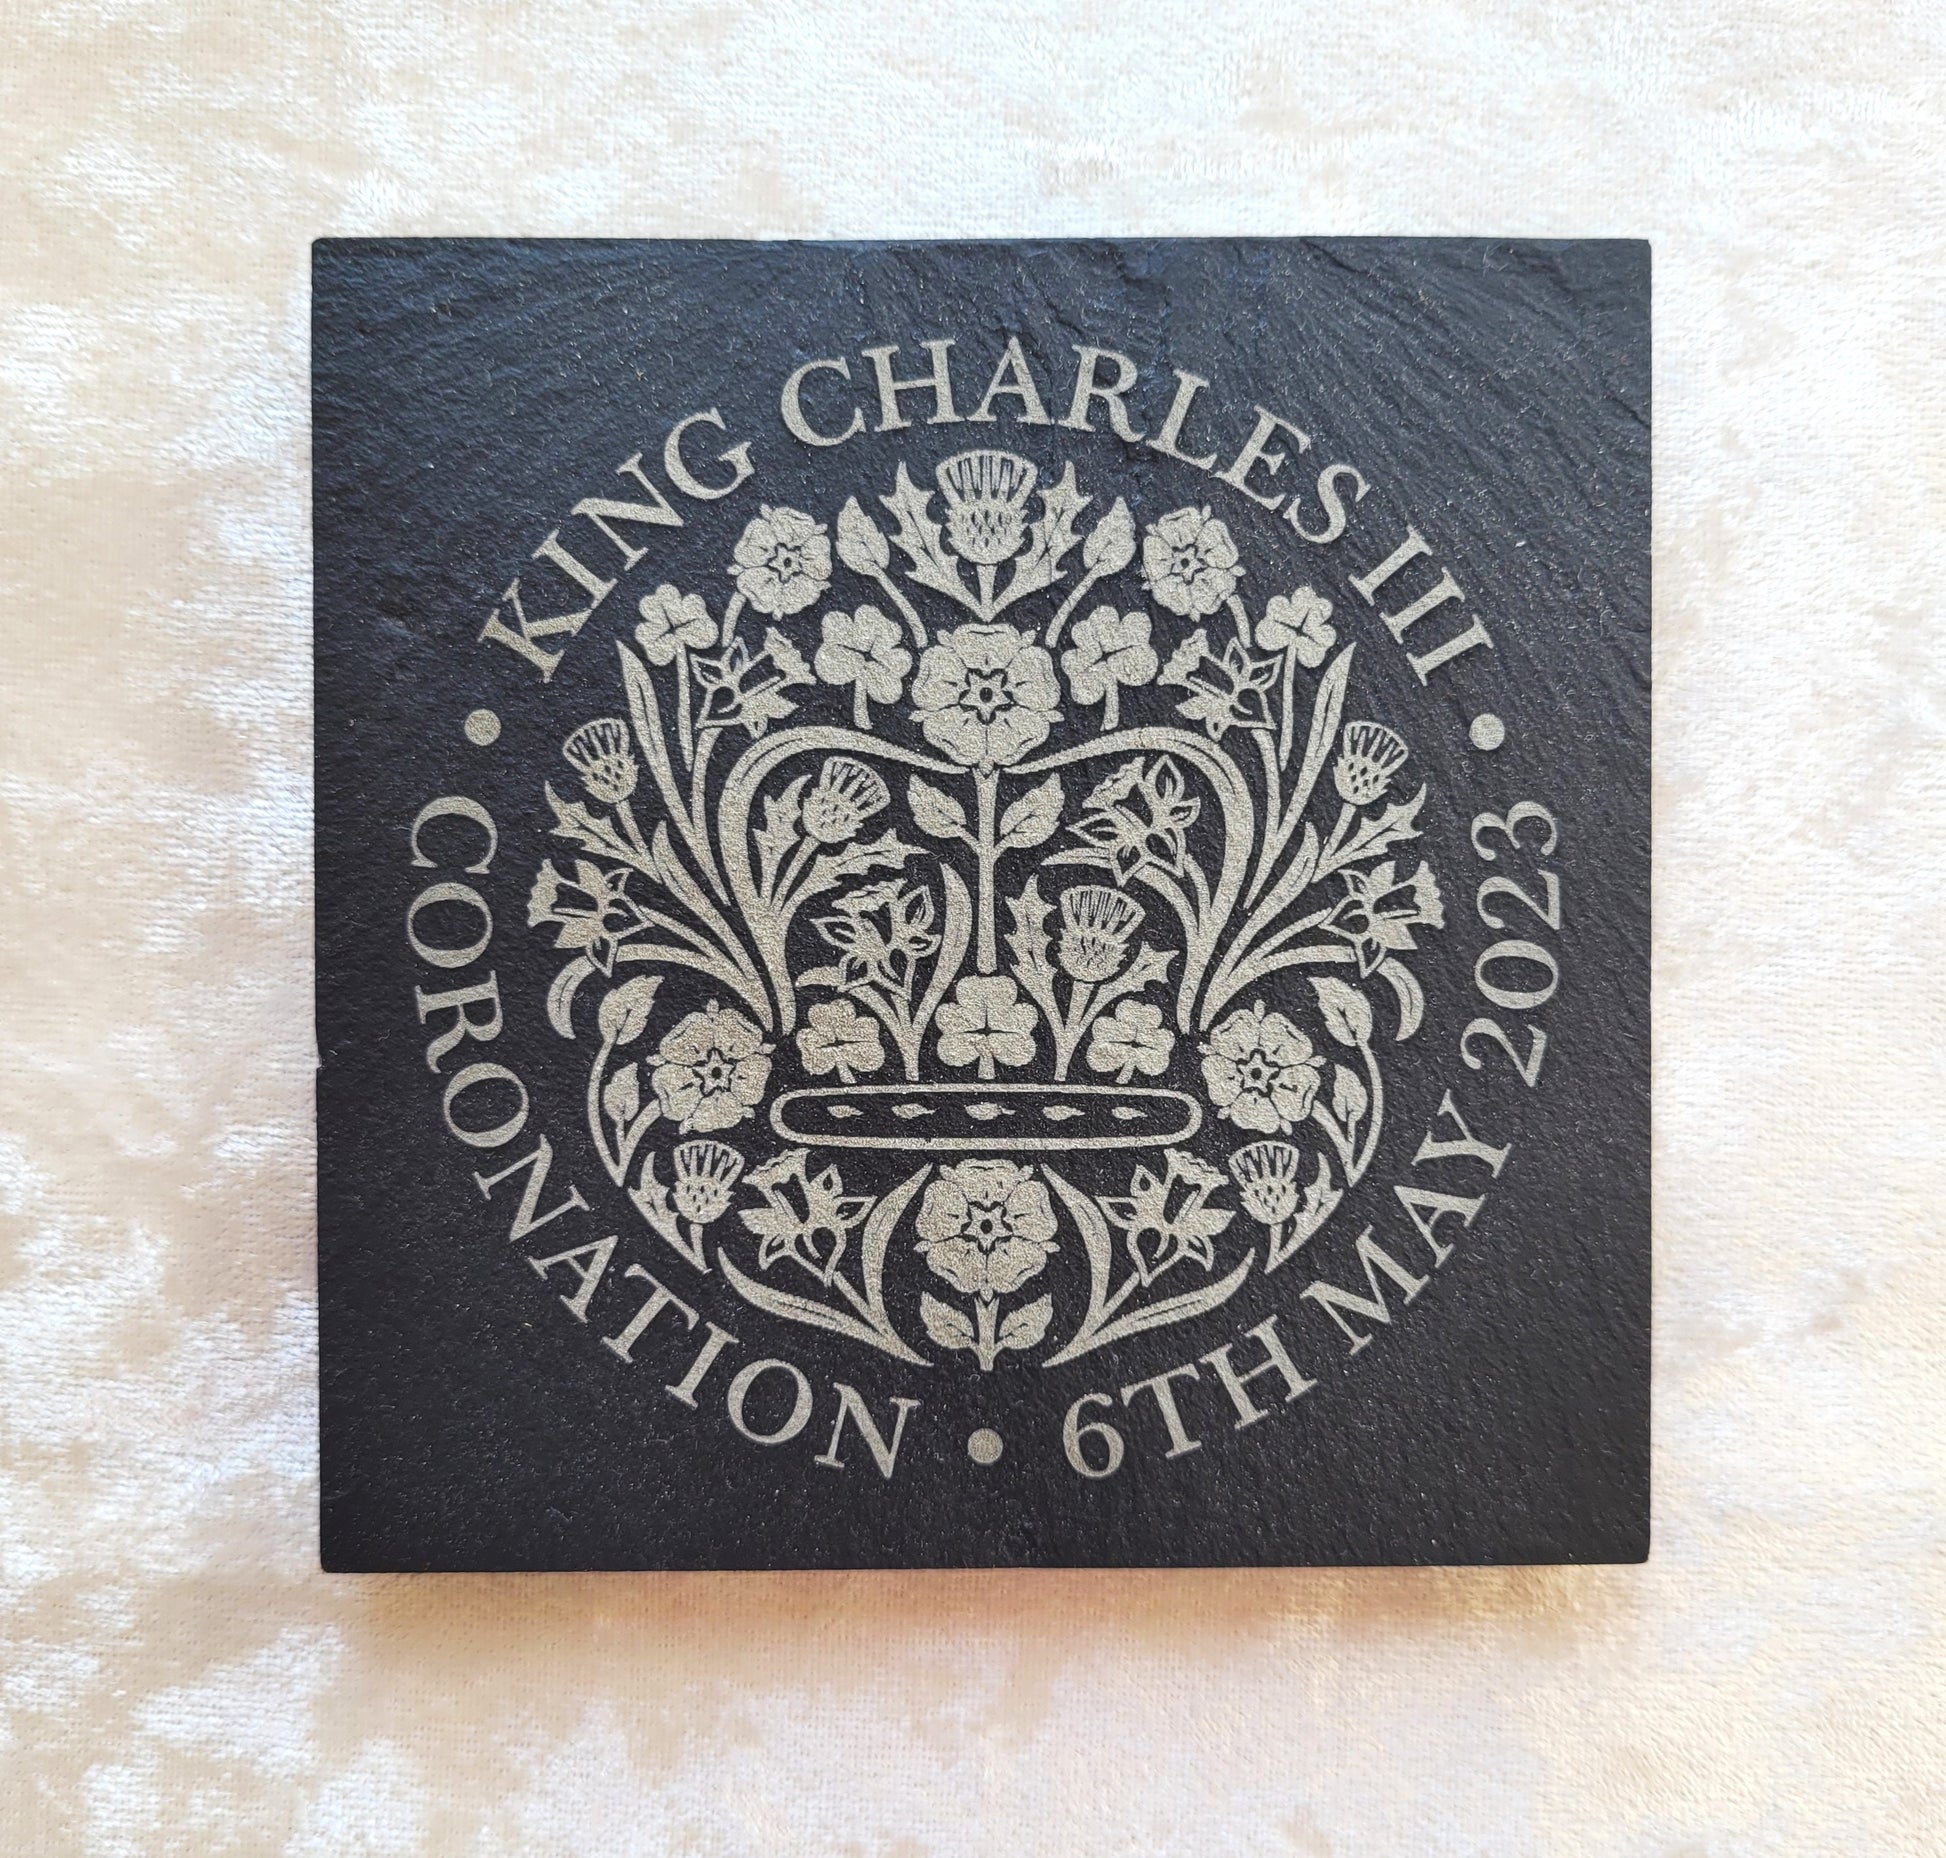 • KING CHARLES III •
CORONATION • 6TH MAY 2023